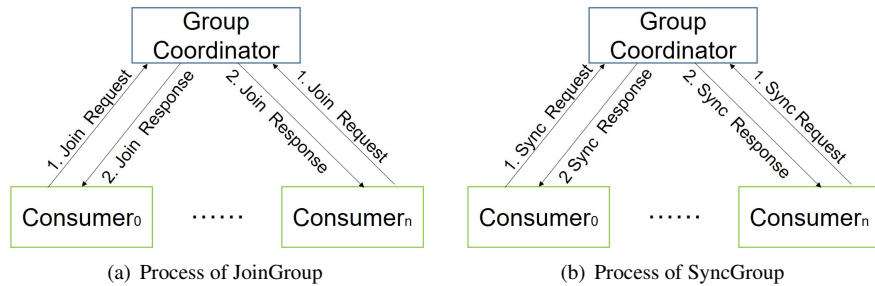 Group
Coordinator
1. Join Request
2. Join Response
2. Join Response
1. Join Request
Consumer0
......
Consumern
(a) Process of JoinGroup
Group
Coordinator
1. Sync Request
2 Sync Response
2. Sync Response
1. Sync Request
Consumer0
......
Consumern
(b) Process of SyncGroup